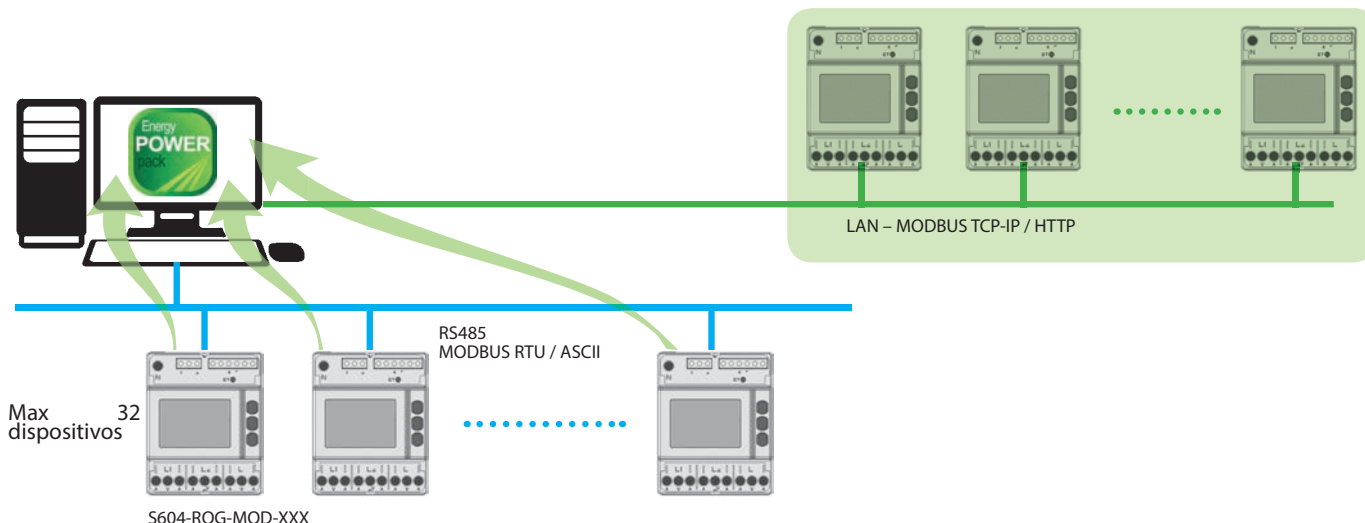 Energy
POWER
pack
LAN – MODBUS TCP-IP / HTTP
RS485
MODBUS RTU / ASCII
Max 32
dispositivos
S604-ROG-MOD-XXX